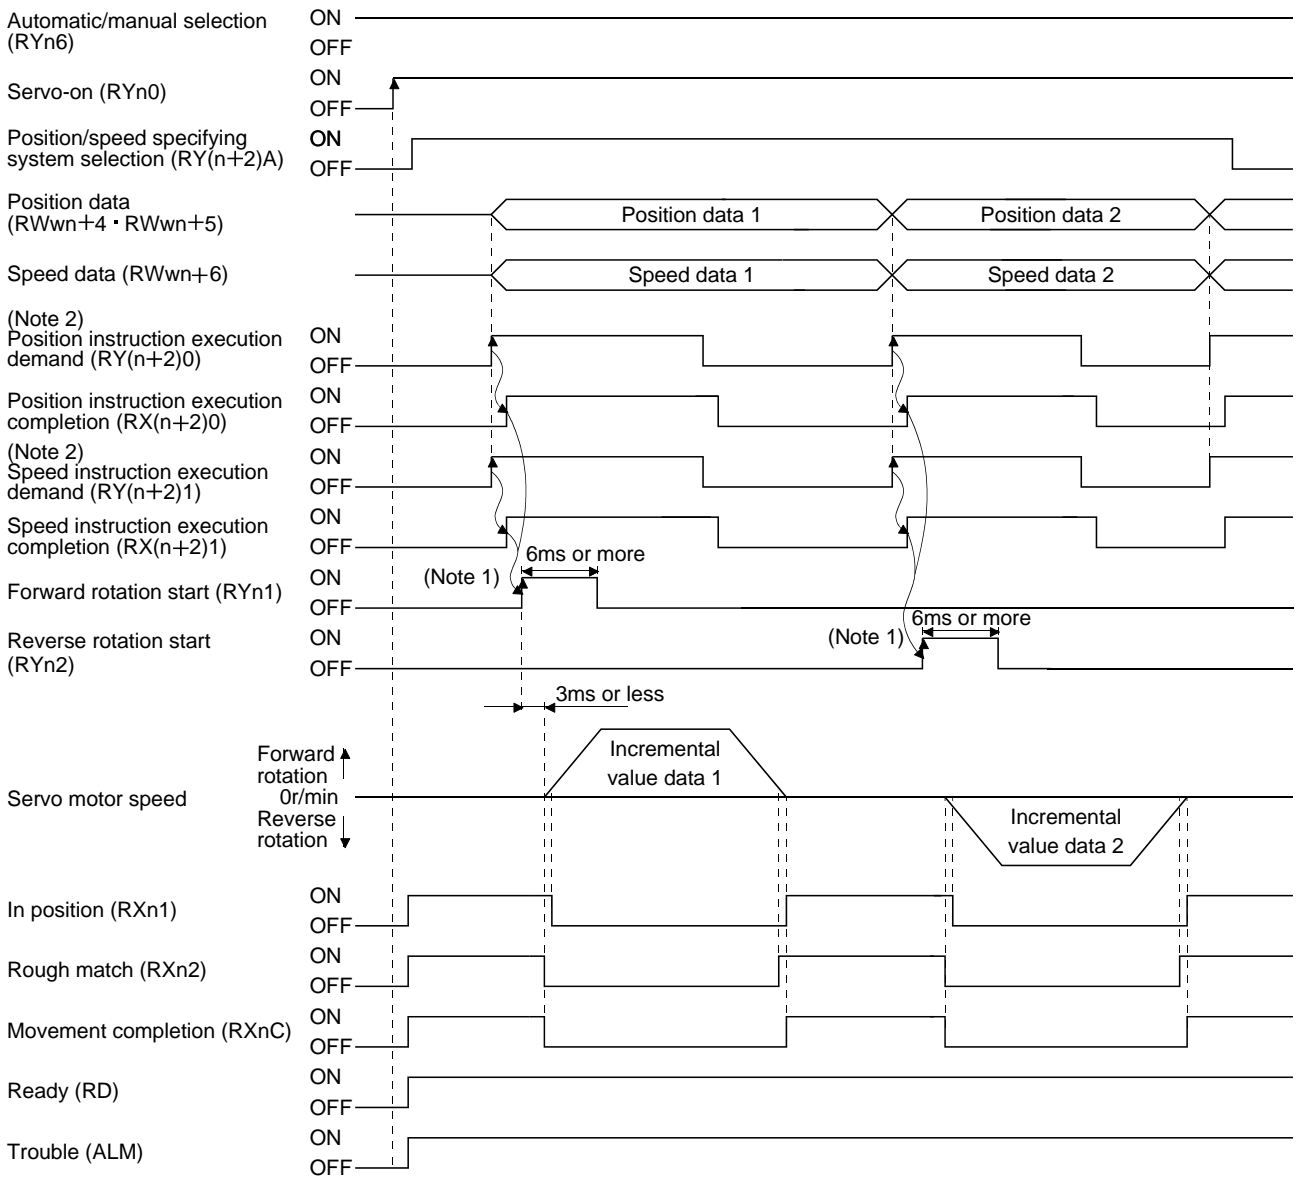 Automatic/manual selection
(RYn6)
ON
OFF
Servo-on (RYn0)
ON
OFF
Position/speed specifying
system selection (RY(n+2)A)
ON
OFF
Position data
(RWwn+4・RWwn+5)
Position data 1
Position data 2
Speed data (RWwn+6)
Speed data 1
Speed data 2
(Note 2)
Position instruction execution
demand (RY(n+2)0)
ON
OFF
Position instruction execution
completion (RX(n+2)0)
ON
OFF
(Note 2)
Speed instruction execution
demand (RY(n+2)1)
ON
OFF
Speed instruction execution
completion (RX(n+2)1)
ON
OFF
6ms or more
Forward rotation start (RYn1)
ON
OFF
(Note 1)
6ms or more
Reverse rotation start
(RYn2)
ON
OFF
(Note 1)
3ms or less
Servo motor speed
Forward
rotation
0r/min
Reverse
rotation
Incremental
value data 1
Incremental
value data 2
In position (RXn1)
ON
OFF
Rough match (RXn2)
ON
OFF
Movement completion (RXnC)
ON
OFF
Ready (RD)
ON
OFF
Trouble (ALM)
ON
OFF